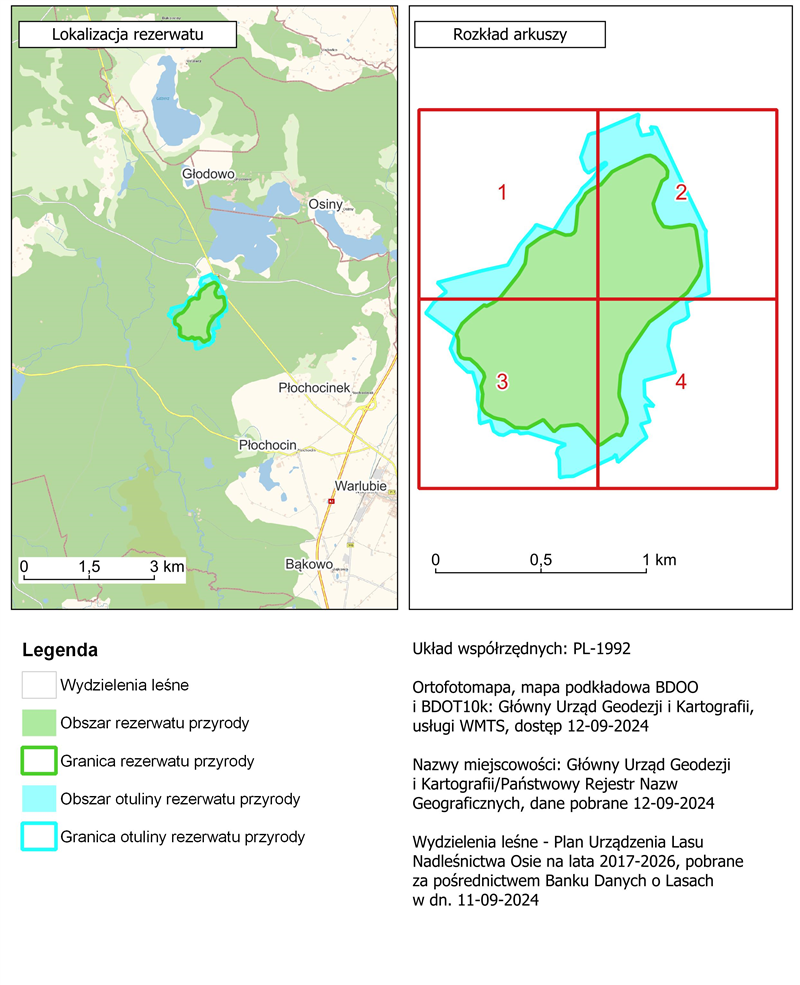 Lokalizacja rezerwatu
Głodowo
Osiny
Płochocinek
Płochocin
Warlubie
Bąkowo
0 1,5 3 km
Rozkład arkuszy
1
2
3
4
0 0,5 1 km
Legenda
Wydzielenia leśne
Obszar rezerwatu przyrody
Granica rezerwatu przyrody
Obszar otuliny rezerwatu przyrody
Granica otuliny rezerwatu przyrody
Układ współrzędnych: PL-1992
Ortofotomapa, mapa podkładowa BDOO
i BDOT10k: Główny Urząd Geodezji i Kartografii,
usługi WMTS, dostęp 12-09-2024
Nazwy miejscowości: Główny Urząd Geodezji
i Kartografii/Państwowy Rejestr Nazw
Geograficznych, dane pobrane 12-09-2024
Wydzielenia leśne - Plan Urządzenia Lasu
Nadleśnictwa Osie na lata 2017-2026, pobrane
za pośrednictwem Banku Danych o Lasach
w dn. 11-09-2024